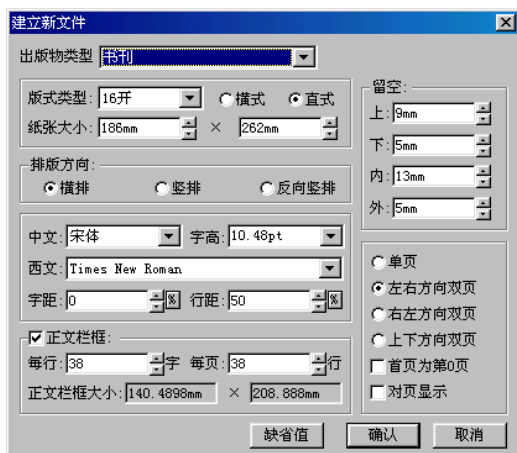 建立新文件
出版物类型 书刊
版式类型: 16开 横式 直式
纸张大小: 186mm × 262mm
排版方向:
横排 竖排 反向竖排
中文: 宋体 字高: 10.48pt
西文: Times New Roman
字距: 0 % 行距: 50 %
正文栏框:
每行: 38 字 每页: 38 行
正文栏框大小: 140.4898mm × 208.888mm
留空:
上: 9mm
下: 5mm
内: 13mm
外: 5mm
单页
左右方向双页
右左方向双页
上下方向双页
首页为第0页
对页显示
缺省值 确认 取消